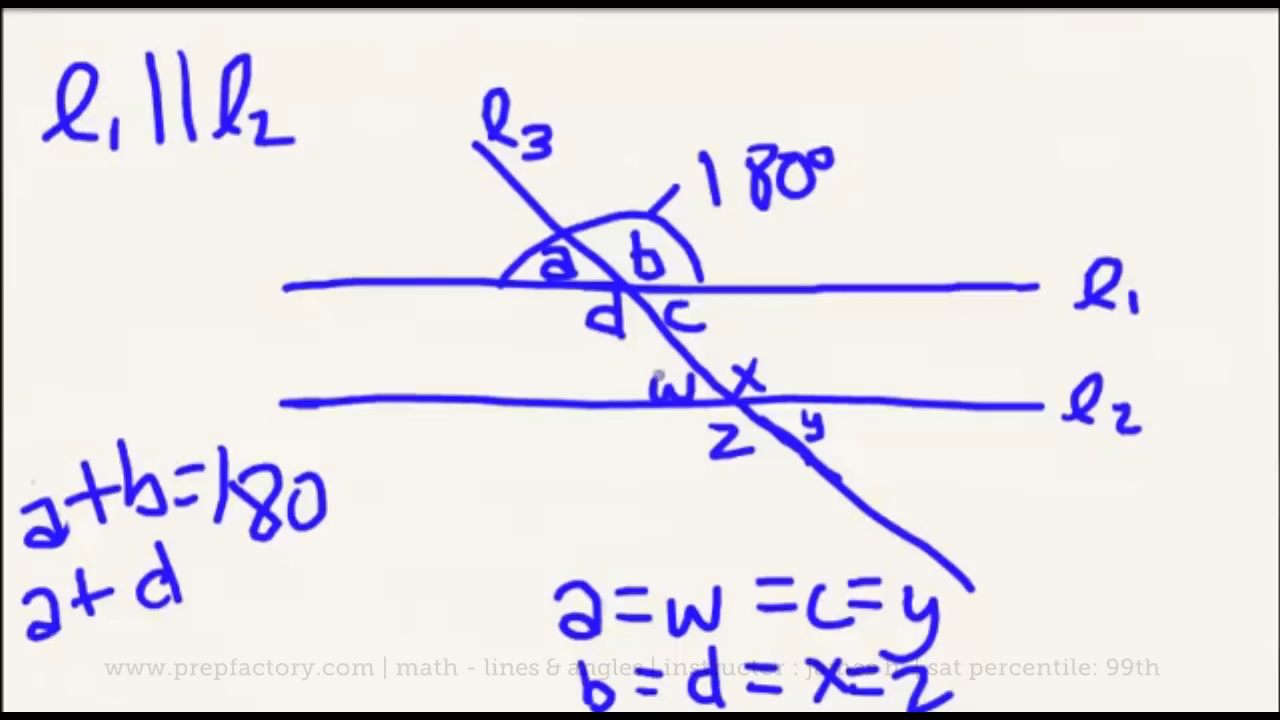 l₁ || l₂
l₃
180°
a b
l₁
d c
w x
l₂
z y
a+b=180
a+d
a=w=c=y
b=d=x=z
www.prepfactory.com | math - lines & angles | instructor : sat percentile: 99th